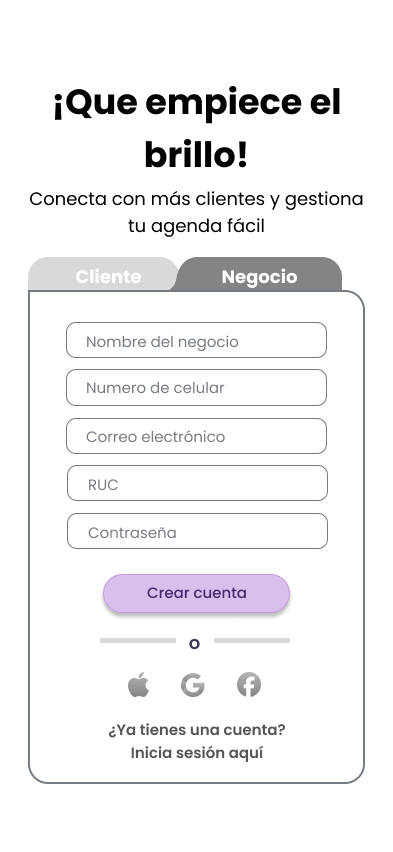 ¡Que empiece el
brillo!
Conecta con más clientes y gestiona
tu agenda fácil
Cliente
Negocio
Nombre del negocio
Numero de celular
Correo electrónico
RUC
Contraseña
Crear cuenta
o
¿Ya tienes una cuenta?
Inicia sesión aquí